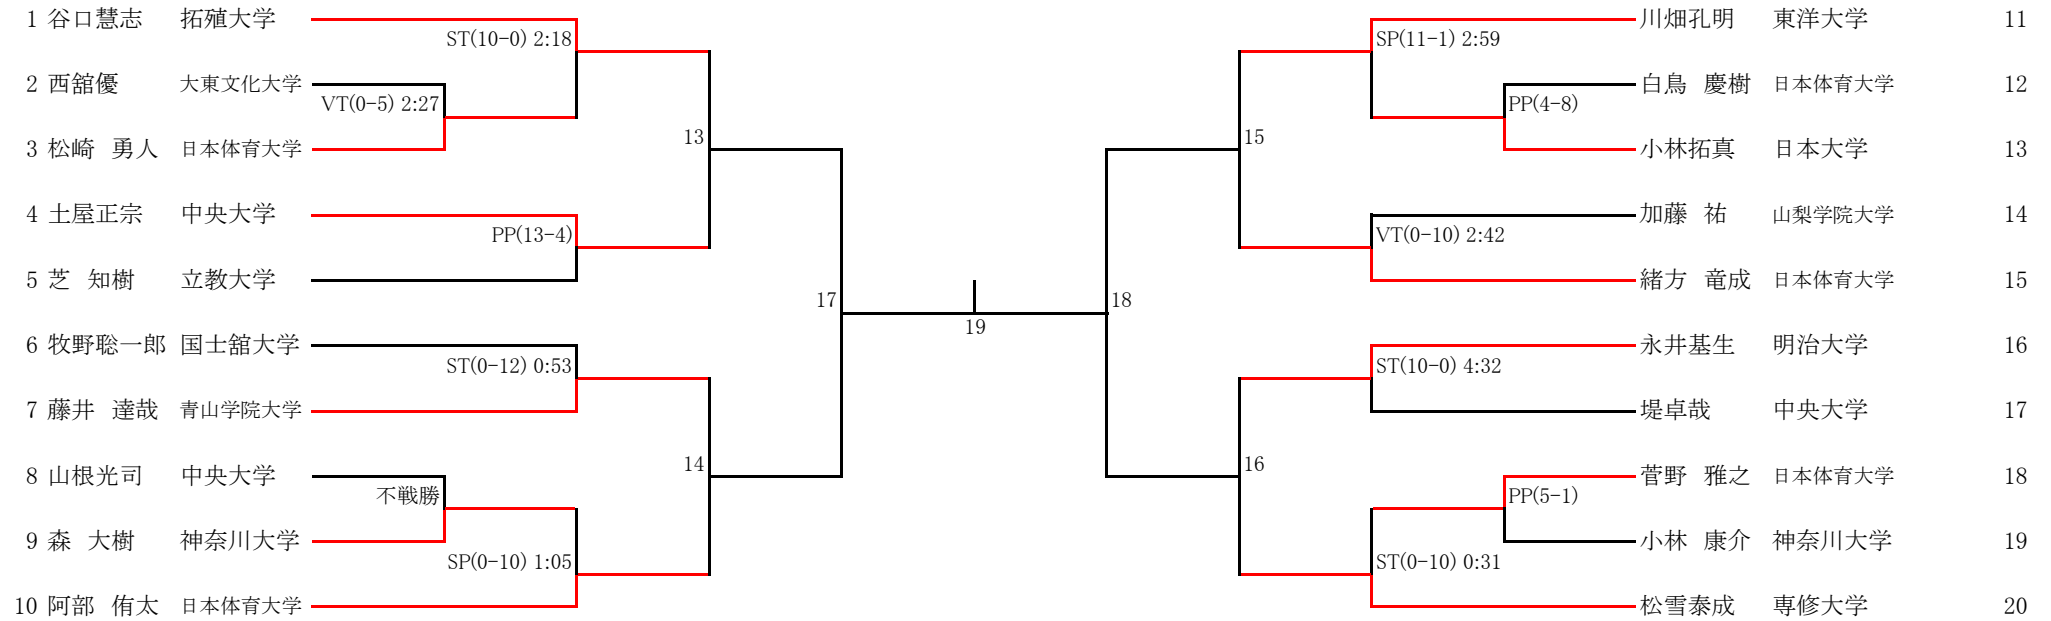 1 谷口慧志 拓殖大学
ST(10-0) 2:18
2 西舘優 大東文化大学
VT(0-5) 2:27
3 松崎 勇人 日本体育大学
13
4 土屋正宗 中央大学
PP(13-4)
5 芝 知樹 立教大学
17
6 牧野聡一郎 国士舘大学
ST(0-12) 0:53
7 藤井 達哉 青山学院大学
14
8 山根光司 中央大学
不戦勝
9 森 大樹 神奈川大学
SP(0-10) 1:05
10 阿部 侑太 日本体育大学
19
川畑孔明 東洋大学 11
SP(11-1) 2:59
白鳥 慶樹 日本体育大学 12
PP(4-8)
15
小林拓真 日本大学 13
加藤 祐 山梨学院大学 14
VT(0-10) 2:42
緒方 竜成 日本体育大学 15
18
永井基生 明治大学 16
ST(10-0) 4:32
堤卓哉 中央大学 17
16
菅野 雅之 日本体育大学 18
PP(5-1)
小林 康介 神奈川大学 19
ST(0-10) 0:31
松雪泰成 専修大学 20